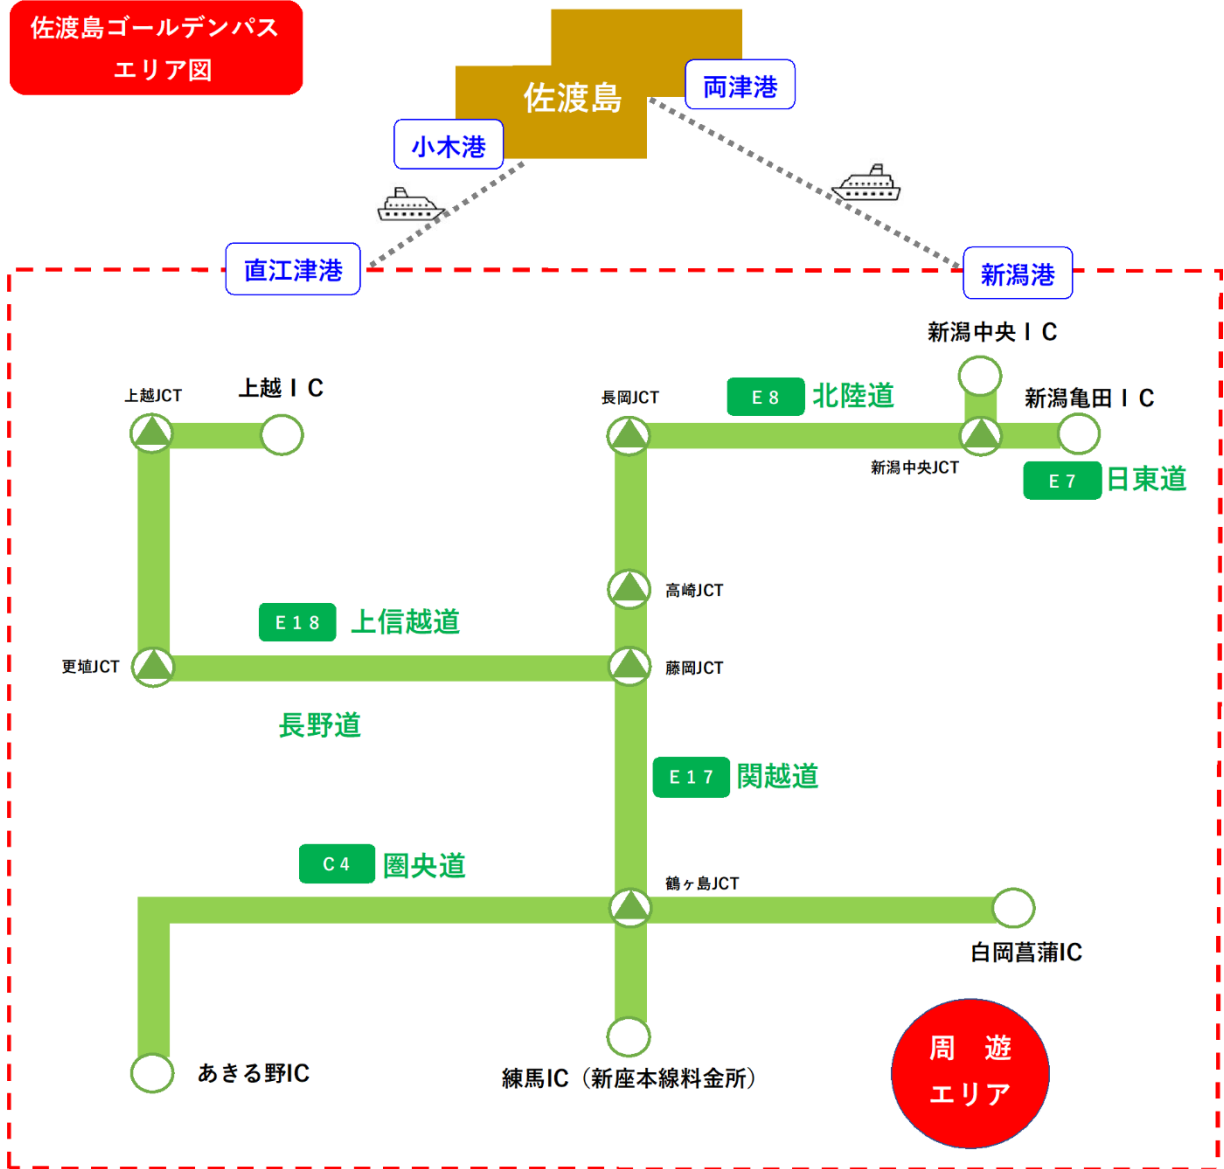 佐渡島ゴールデンパス
エリア図
佐渡島
両津港
小木港
直江津港
新潟港
新潟中央ＩＣ
上越JCT
上越ＩＣ
長岡JCT
Ｅ８ 北陸道
新潟亀田ＩＣ
新潟中央JCT
Ｅ７ 日東道
高崎JCT
Ｅ１８ 上信越道
更埴JCT
藤岡JCT
長野道
Ｅ１７ 関越道
Ｃ４ 圏央道
鶴ヶ島JCT
白岡菖蒲IC
あきる野IC
練馬IC（新座本線料金所）
周　遊
エリア